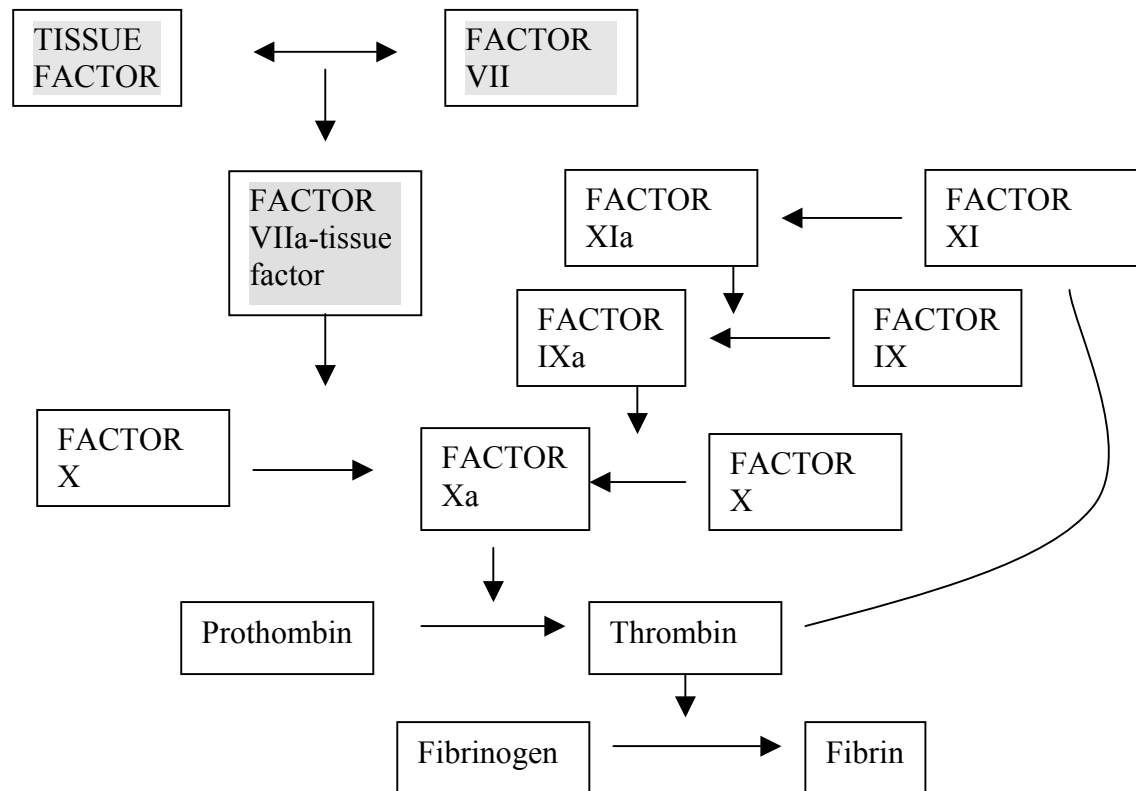 TISSUE
FACTOR
FACTOR
VII
FACTOR
VIIa-tissue
factor
FACTOR
XIa
FACTOR
XI
FACTOR
IXa
FACTOR
IX
FACTOR
X
FACTOR
Xa
FACTOR
X
Prothombin
Thrombin
Fibrinogen
Fibrin